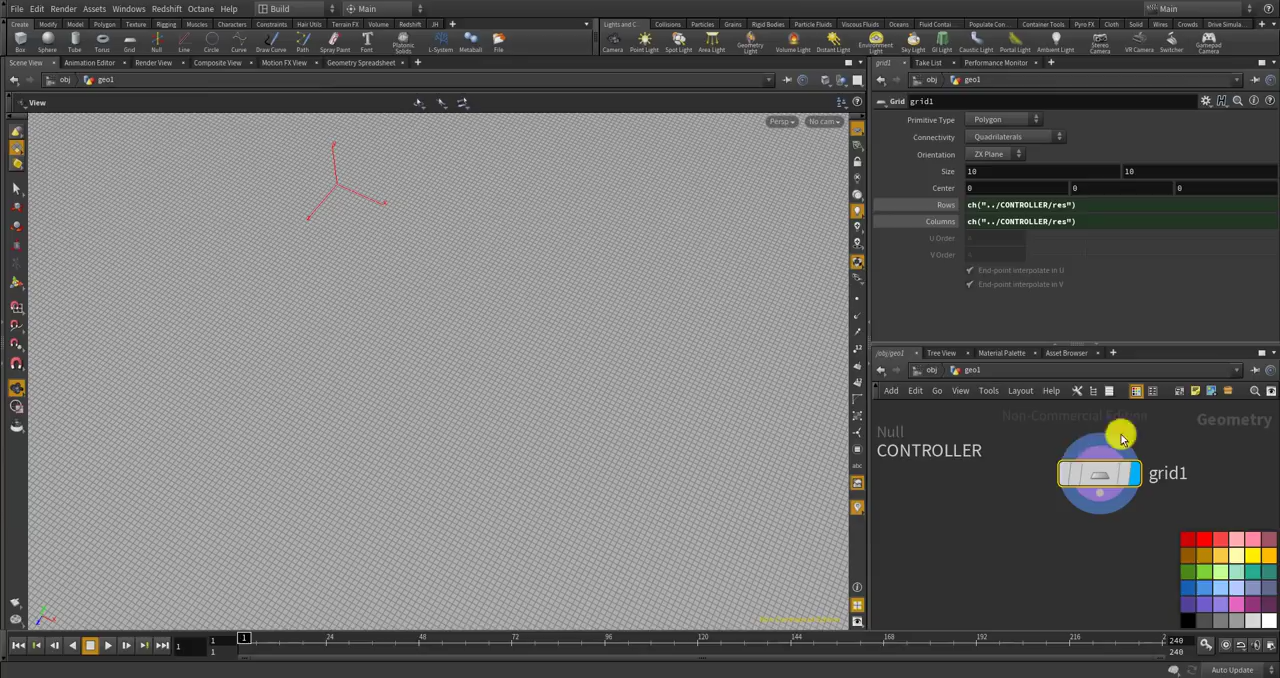 File Edit Render Assets Windows Redshift Octane Help Build Main Main
Create Modify Model Polygon Texture Rigging Muscles Characters Constraints Hair Utils Terrain FX Volume Redshift JH
Lights and C... Collisions Particles Grains Rigid Bodies Particle Fluids Viscous Fluids Oceans Fluid Contai... Populate Con... Container Tools Pyro FX Cloth Solid Wires Crowds Drive Simula...
Box Sphere Tube Torus Grid Null Line Circle Curve Draw Curve Path Spray Paint Font Platonic Solids L-System Metaball File
Camera Point Light Spot Light Area Light Geometry Light Volume Light Distant Light Environment Light Sky Light GI Light Caustic Light Portal Light Ambient Light Stereo Camera VR Camera Switcher Gamepad Camera
Scene View Animation Editor Render View Composite View Motion FX View Geometry Spreadsheet
grid1 Take List Performance Monitor
obj geo1
obj geo1
View
Persp No cam
Grid grid1
Primitive Type Polygon
Connectivity Quadrilaterals
Orientation ZX Plane
Size 10 10
Center 0 0 0
Rows ch("../CONTROLLER/res")
Columns ch("../CONTROLLER/res")
U Order
V Order
End-point interpolate in U
End-point interpolate in V
/obj/geo1 Tree View Material Palette Asset Browser
obj geo1
Add Edit Go View Tools Layout Help
Non-Commercial Edition
Geometry
Null
CONTROLLER
grid1
12
abc
1 1 1 1 24 48 72 96 120 144 168 192 216 2 240 240
Auto Update